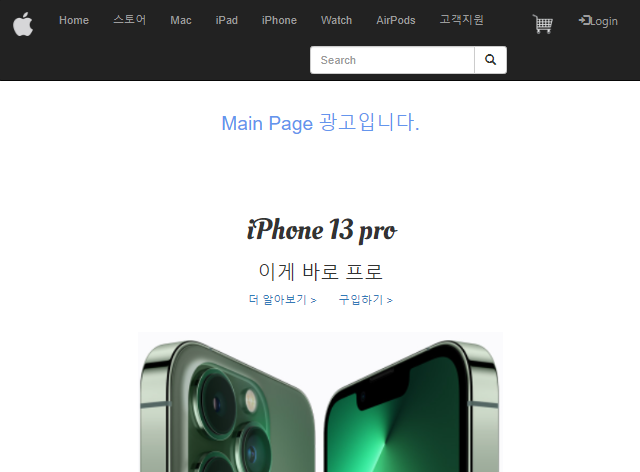 Home 스토어 Mac iPad iPhone Watch AirPods 고객지원 Login
Search
Main Page 광고입니다.
iPhone 13 pro
이게 바로 프로
더 알아보기 > 구입하기 >